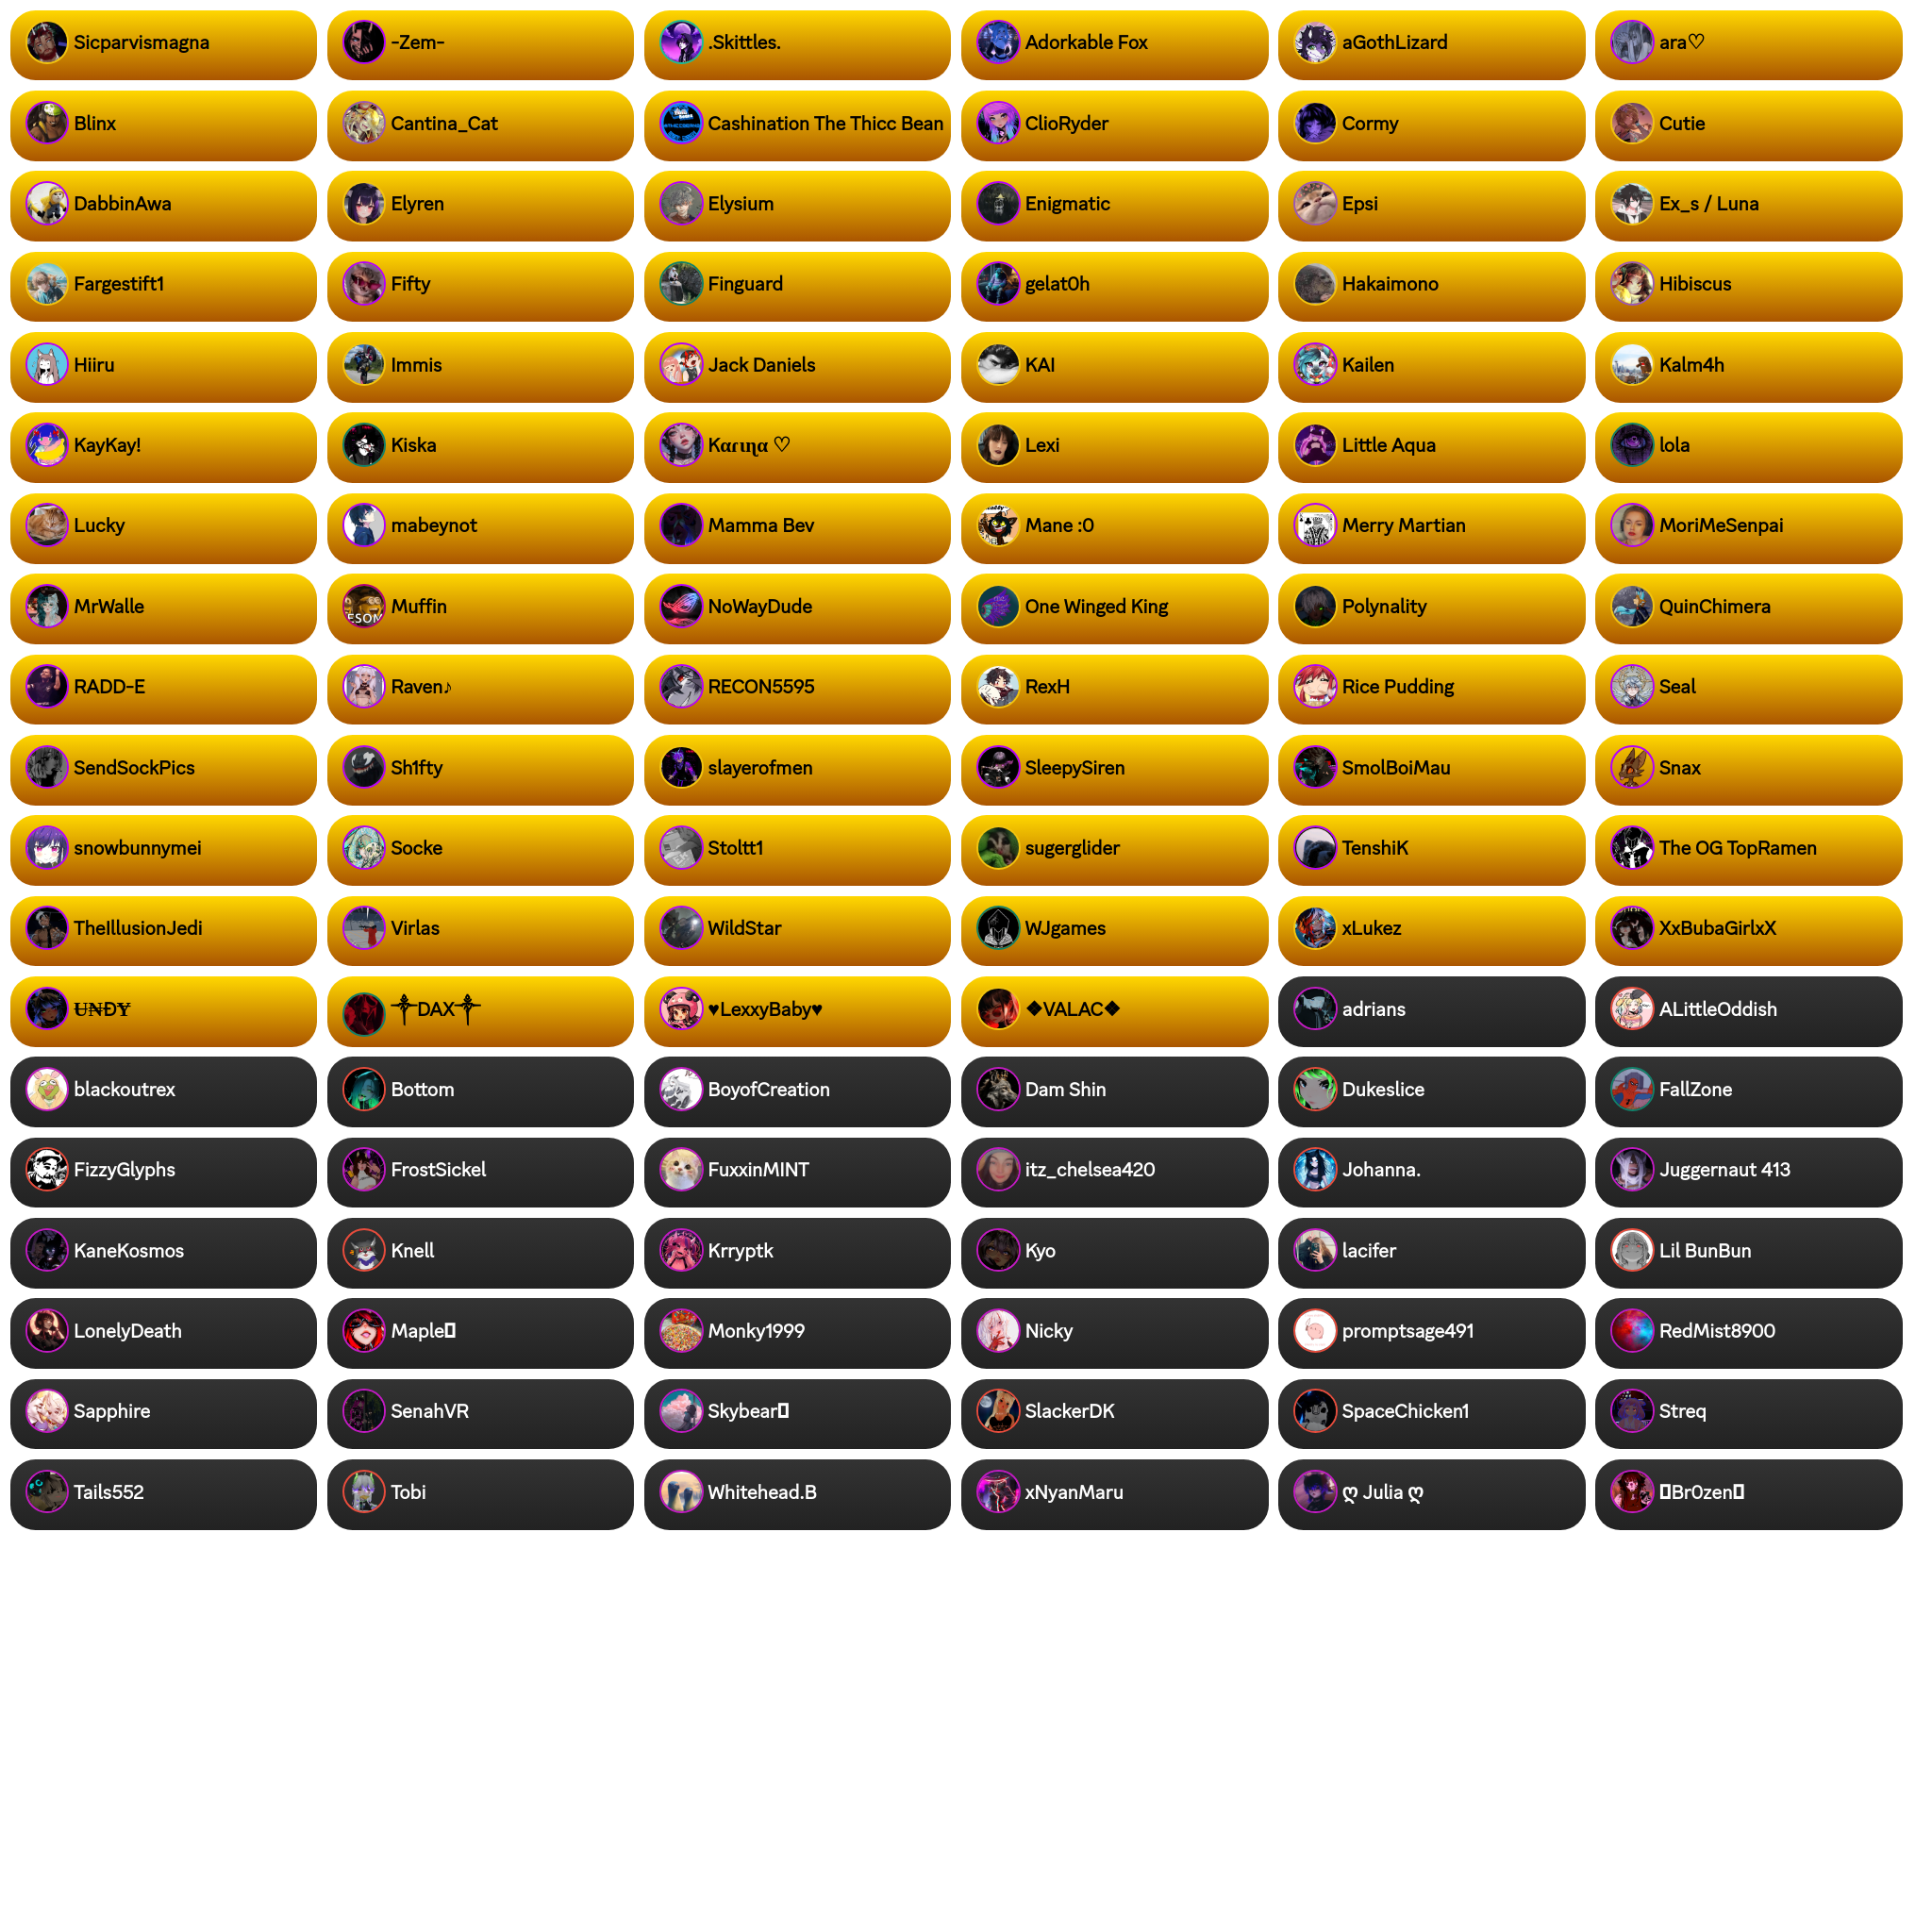 Sicparvismagna
-Zem-
.Skittles.
Adorkable Fox
aGothLizard
ara♡
Blinx
Cantina_Cat
Cashination The Thicc Bean
ClioRyder
Cormy
Cutie
DabbinAwa
Elyren
Elysium
Enigmatic
Epsi
Ex_s / Luna
Fargestift1
Fifty
Finguard
gelat0h
Hakaimono
Hibiscus
Hiiru
Immis
Jack Daniels
KAI
Kailen
Kalm4h
KayKay!
Kiska
Kαɾιɳα ♡
Lexi
Little Aqua
lola
Lucky
mabeynot
Mamma Bev
Mane :0
Merry Martian
MoriMeSenpai
MrWalle
Muffin
NoWayDude
One Winged King
Polynality
QuinChimera
RADD-E
Raven♪
RECON5595
RexH
Rice Pudding
Seal
SendSockPics
Sh1fty
slayerofmen
SleepySiren
SmolBoiMau
Snax
snowbunnymei
Socke
Stoltt1
sugerglider
TenshiK
The OG TopRamen
TheIllusionJedi
Virlas
WildStar
WJgames
xLukez
XxBubaGirlxX
Ʉ₦ĐɎ
༒DAX༒
♥LexxyBaby♥
❖VALAC❖
adrians
ALittleOddish
blackoutrex
Bottom
BoyofCreation
Dam Shin
Dukeslice
FallZone
FizzyGlyphs
FrostSickel
FuxxinMINT
itz_chelsea420
Johanna.
Juggernaut 413
KaneKosmos
Knell
Krryptk
Kyo
lacifer
Lil BunBun
LonelyDeath
Maple
Monky1999
Nicky
promptsage491
RedMist8900
Sapphire
SenahVR
Skybear
SlackerDK
SpaceChicken1
Streq
Tails552
Tobi
Whitehead.B
xNyanMaru
ღ Julia ღ
Br0zen